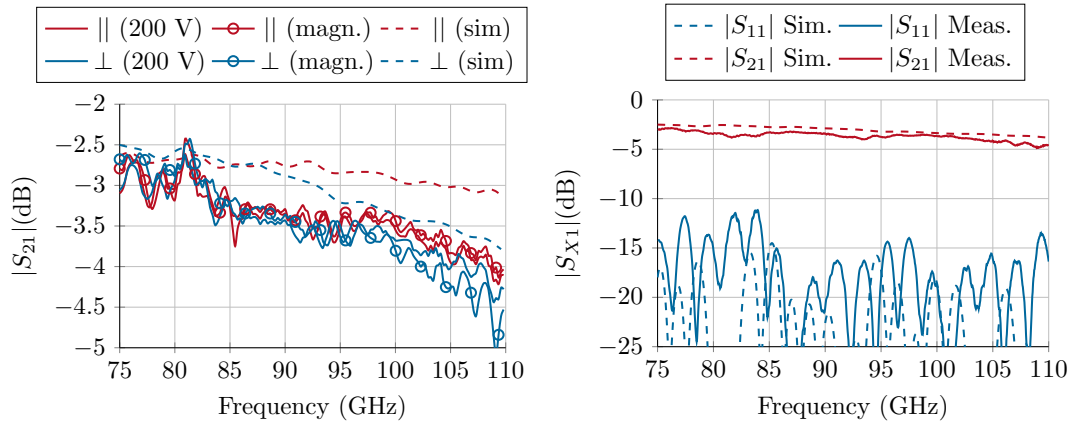 || (200 V) || (magn.) || (sim)
⊥ (200 V) ⊥ (magn.) ⊥ (sim)
−2
−2.5
−3
−3.5
−4
−4.5
−5
|S21|(dB)
75 80 85 90 95 100 105 110
Frequency (GHz)
|S11| Sim. |S11| Meas.
|S21| Sim. |S21| Meas.
0
−5
−10
−15
−20
−25
|SX1|(dB)
75 80 85 90 95 100 105 110
Frequency (GHz)